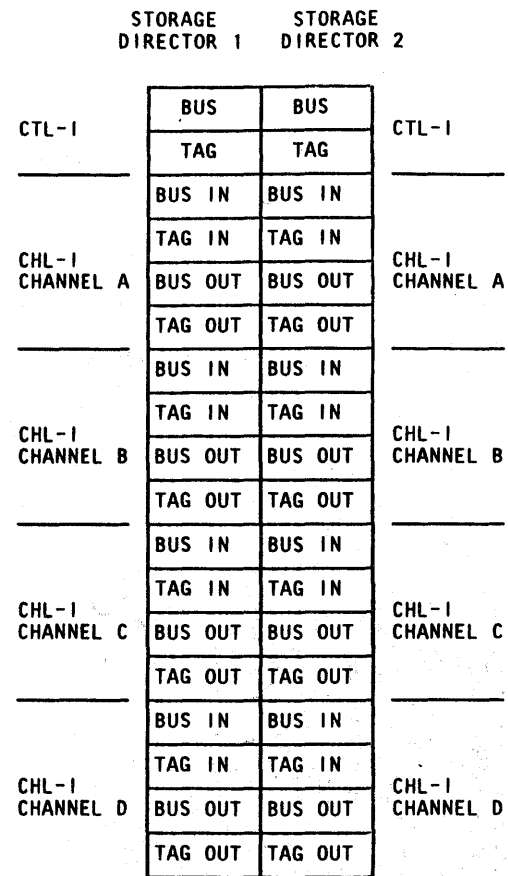 STORAGE DIRECTOR 1 STORAGE DIRECTOR 2
CTL-I BUS BUS CTL-I
TAG TAG
BUS IN BUS IN
TAG IN TAG IN
CHL-I CHANNEL A BUS OUT BUS OUT CHL-I CHANNEL A
TAG OUT TAG OUT
BUS IN BUS IN
TAG IN TAG IN
CHL-I CHANNEL B BUS OUT BUS OUT CHL-I CHANNEL B
TAG OUT TAG OUT
BUS IN BUS IN
TAG IN TAG IN
CHL-I CHANNEL C BUS OUT BUS OUT CHL-I CHANNEL C
TAG OUT TAG OUT
BUS IN BUS IN
TAG IN TAG IN
CHL-I CHANNEL D BUS OUT BUS OUT CHL-I CHANNEL D
TAG OUT TAG OUT